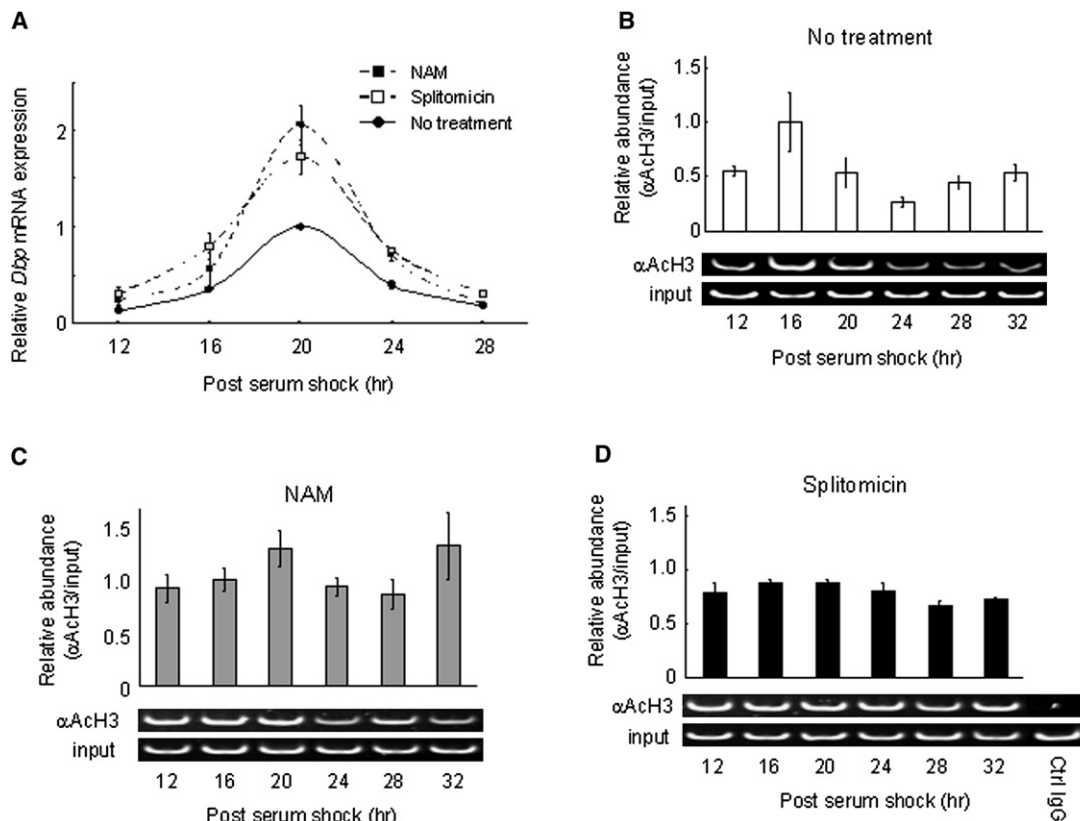 A
NAM
Splitomicin
No treatment
Relative Dbp mRNA expression
2
1
0
12 16 20 24 28
Post serum shock (hr)
B
No treatment
Relative abundance
(αAcH3/input)
1.5
1.0
0.5
0
αAcH3
input
12 16 20 24 28 32
Post serum shock (hr)
C
NAM
Relative abundance
(αAcH3/input)
1.5
1.0
0.5
0
αAcH3
input
12 16 20 24 28 32
Post serum shock (hr)
D
Splitomicin
Relative abundance
(αAcH3/input)
1.5
1.0
0.5
0
αAcH3
input
12 16 20 24 28 32 Ctrl IgG
Post serum shock (hr)